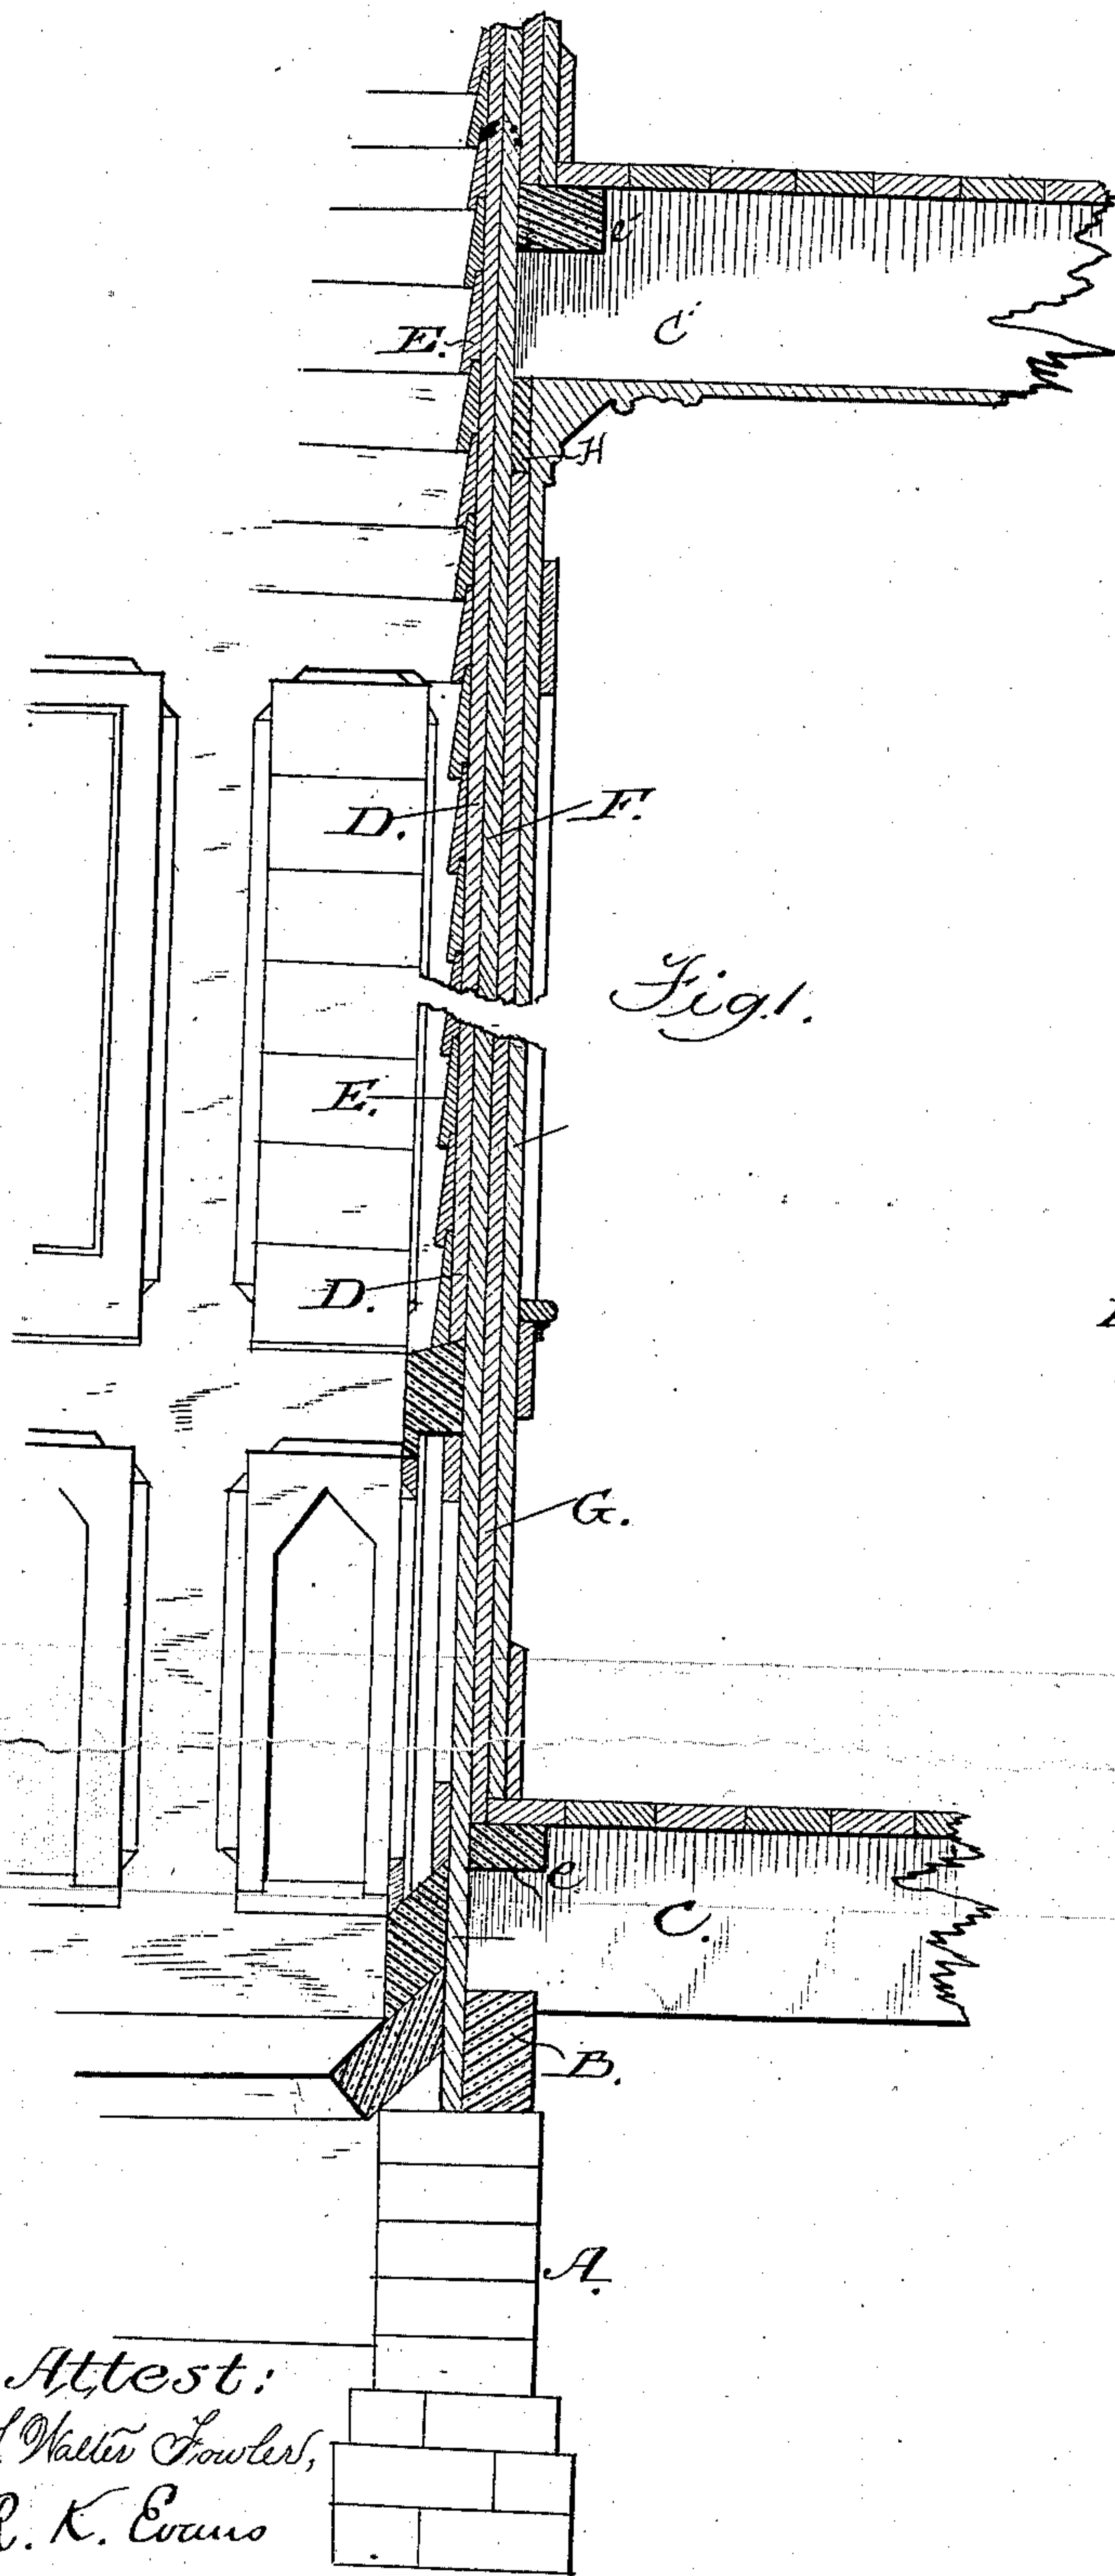 e'
C'
E.
H
D.
F.
Fig. 1.
E.
D.
G.
e
C.
B.
A.
Attest:
Walter Fowler,
R. K. Evans